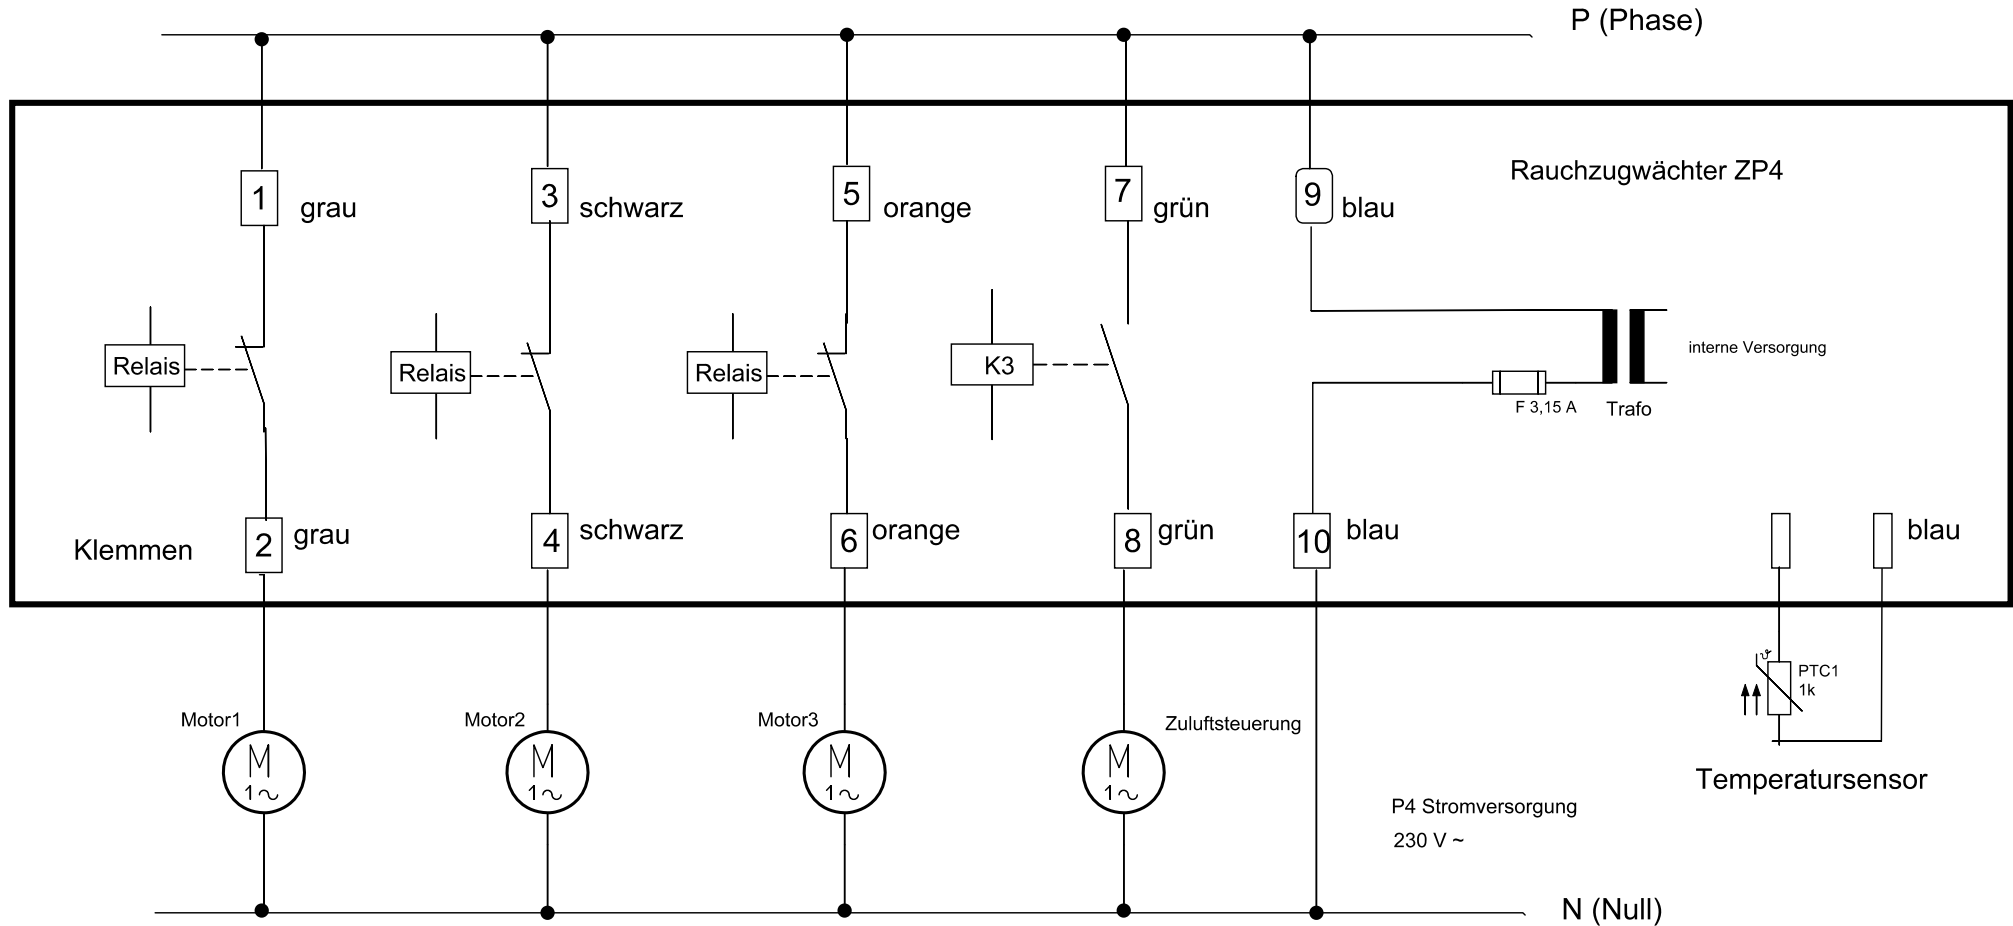 P (Phase)
Rauchzugwächter ZP4
1 grau
3 schwarz
5 orange
7 grün
9 blau
Relais
Relais
Relais
K3
interne Versorgung
F 3,15 A
Trafo
Klemmen
2 grau
4 schwarz
6 orange
8 grün
10 blau
blau
ϑ
PTC1
1k
Motor1
Motor2
Motor3
Zuluftsteuerung
M
1~
M
1~
M
1~
M
1~
Temperatursensor
P4 Stromversorgung
230 V ~
N (Null)